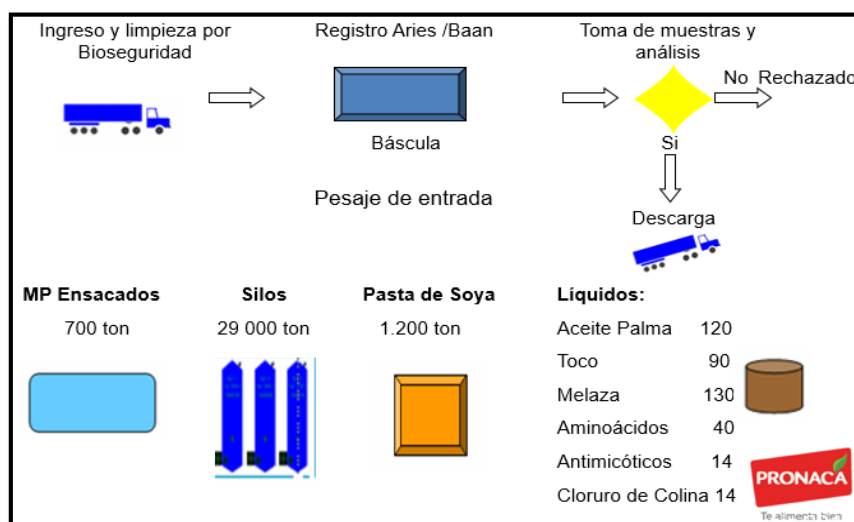 Ingreso y limpieza por
Bioseguridad
Registro Aries /Baan
Toma de muestras y
análisis
No Rechazado
Báscula
Si
Pesaje de entrada
Descarga
MP Ensacados
700 ton
Silos
29 000 ton
Pasta de Soya
1.200 ton
Líquidos:
Aceite Palma 120
Toco 90
Melaza 130
Aminoácidos 40
Antimicóticos 14
Cloruro de Colina 14
PRONACA
Te alimenta bien